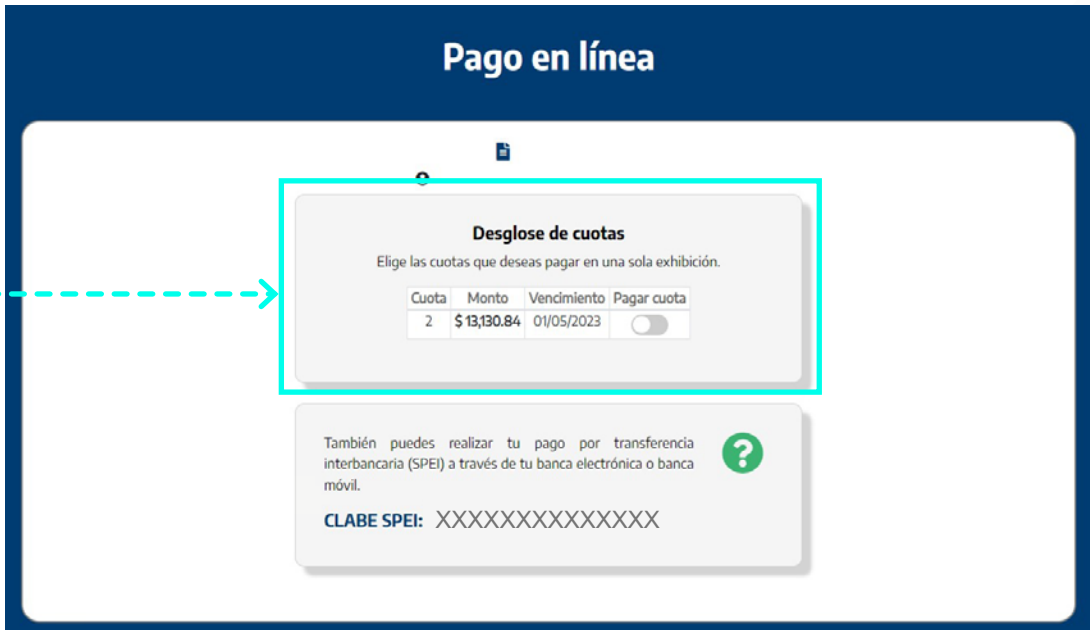 Pago en línea
Desglose de cuotas
Elige las cuotas que deseas pagar en una sola exhibición.
Cuota Monto Vencimiento Pagar cuota
2 $ 13,130.84 01/05/2023
También puedes realizar tu pago por transferencia
interbancaria (SPEI) a través de tu banca electrónica o banca
móvil.
CLABE SPEI: XXXXXXXXXXXXXX